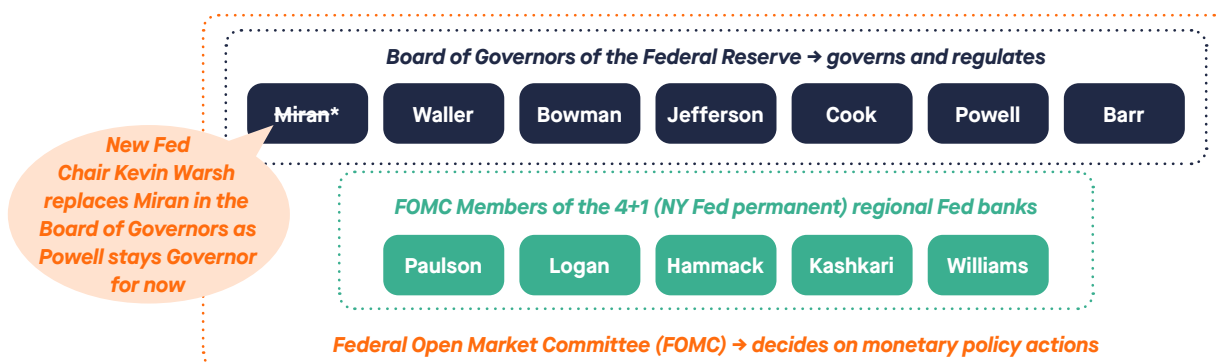 Board of Governors of the Federal Reserve → governs and regulates
Miran* Waller Bowman Jefferson Cook Powell Barr
New Fed
Chair Kevin Warsh
replaces Miran in the
Board of Governors as
Powell stays Governor
for now
FOMC Members of the 4+1 (NY Fed permanent) regional Fed banks
Paulson Logan Hammack Kashkari Williams
Federal Open Market Committee (FOMC) → decides on monetary policy actions